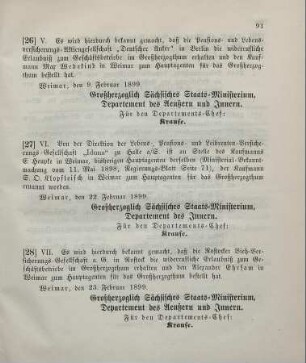 91
[26] V. Es wird hierdurch bekannt gemacht, daß die Pensions- und Lebens-
versicherungs-Aktiengesellschaft „Deutscher Anker“ in Berlin die widerrufliche
Erlaubniß zum Geschäftsbetriebe im Großherzogthum erhalten und den Kauf-
mann Max Wedekind in Weimar zum Hauptagenten für das Großherzog-
thum bestellt hat.
Weimar, den 9. Februar 1899.
Großherzoglich Sächsisches Staats-Ministerium,
Departement des Aeußern und Innern.
Für den Departements-Chef:
Krause.
[27] VI. Von der Direktion der Lebens-, Pensions- und Leibrenten-Versiche-
rungs-Gesellschaft „Iduna“ zu Halle a/S. ist an Stelle des Kaufmanns
E Henzke in Weimar, bisherigen Hauptagenten derselben (Ministerial-Bekannt-
machung vom 11. Mai 1898, Regierungs-Blatt Seite 71), der Kaufmann
E. O. Klopfleisch in Weimar zum Hauptagenten für das Großherzogthum
ernannt worden.
Weimar, den 22 Februar 1899.
Großherzoglich Sächsisches Staats-Ministerium,
Departement des Innern.
Für den Departements-Chef:
Krause.
[28] VII. Es wird hierdurch bekannt gemacht, daß die Rostocker Vieh-Ver-
sicherungs Gesellschaft a. G. in Rostock die widerrufliche Erlaubniß zum Ge-
schäftsbetriebe im Großherzogthum erhalten und den Alexander Ehrsam in
Weimar zum Hauptagenten für das Großherzogthum bestellt hat.
Weimar, den 23. Februar 1899.
Großherzoglich Sächsisches Staats-Ministerium,
Departement des Aeußern und Innern.
Für den Departements-Chef:
Krause.